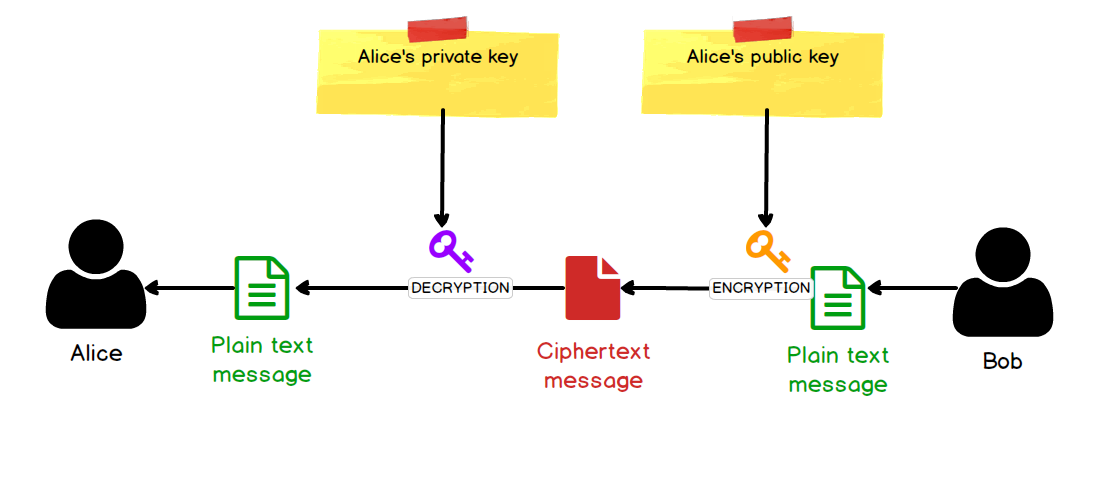 Alice's private key
Alice's public key
DECRYPTION
ENCRYPTION
Alice
Plain text
message
Ciphertext
message
Plain text
message
Bob